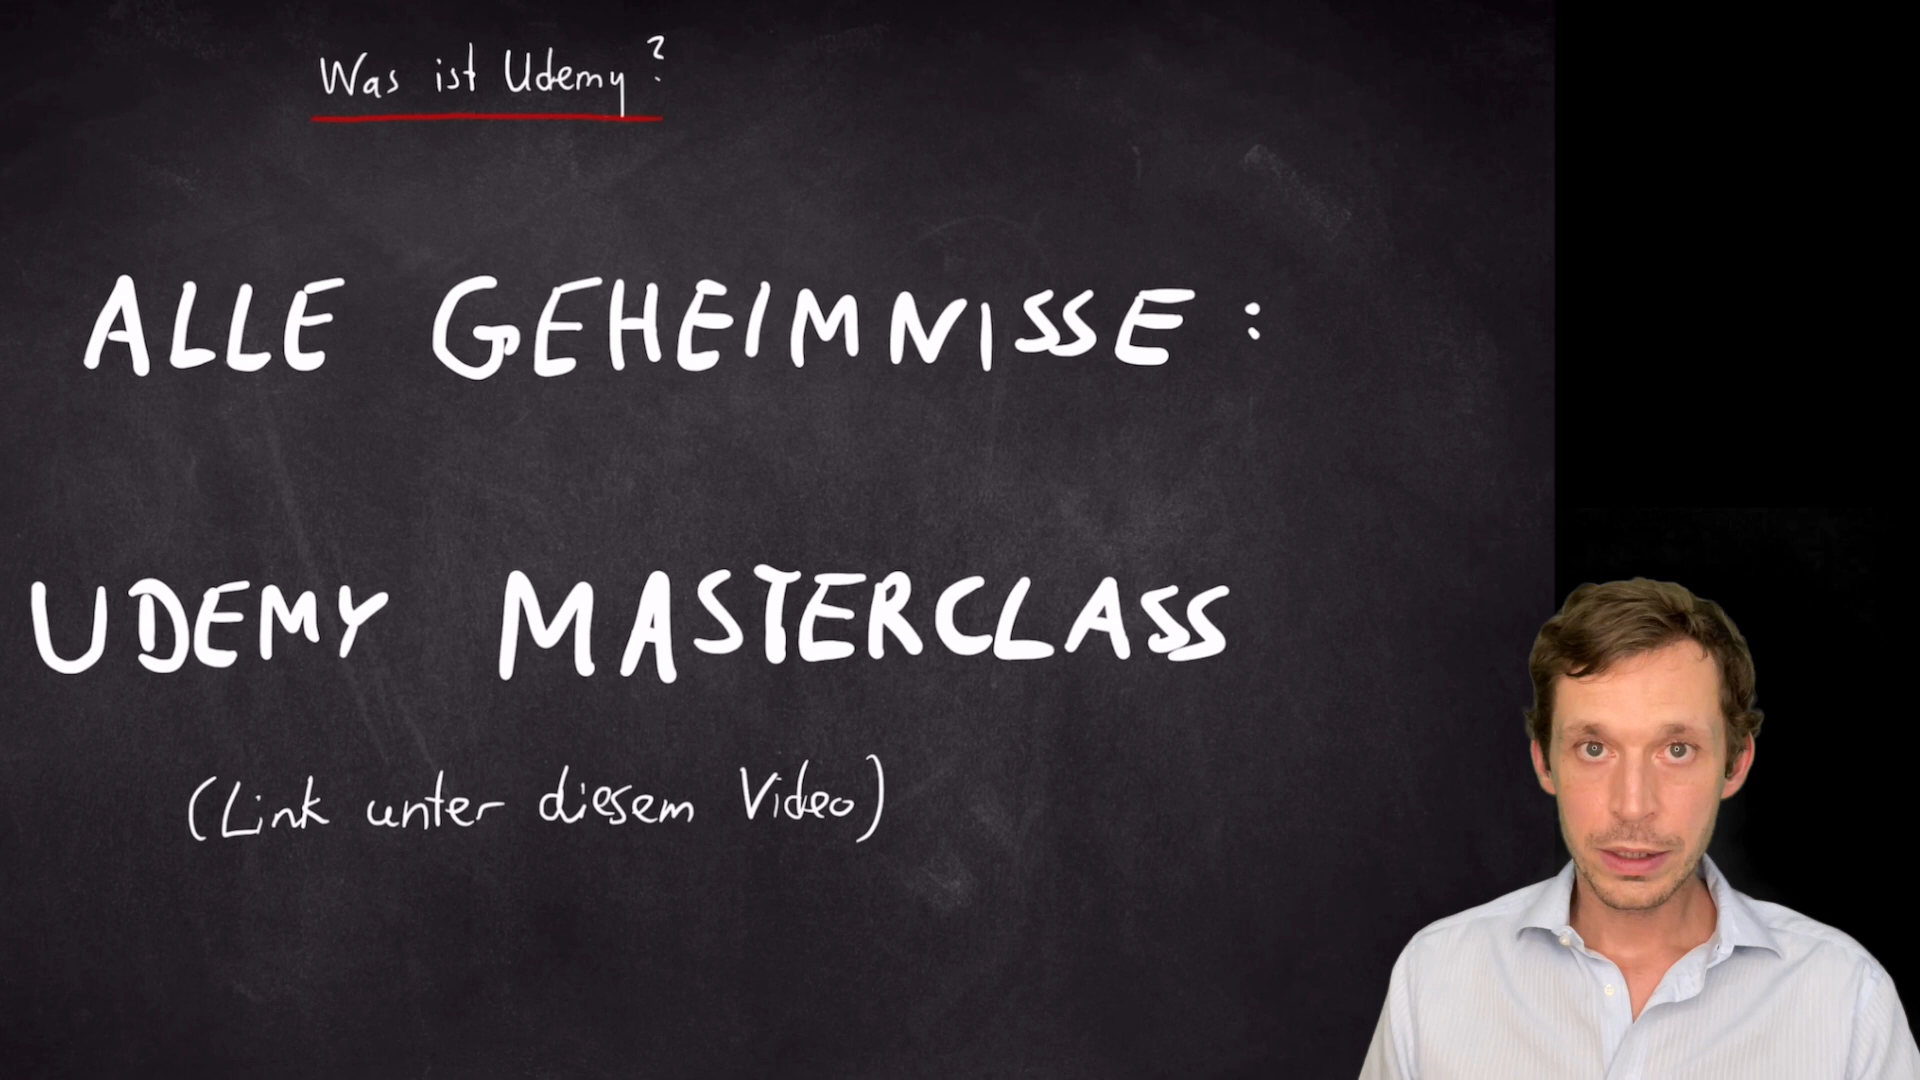 Was ist Udemy?
ALLE GEHEIMNISSE:
UDEMY MASTERCLASS
(Link unter diesem Video)